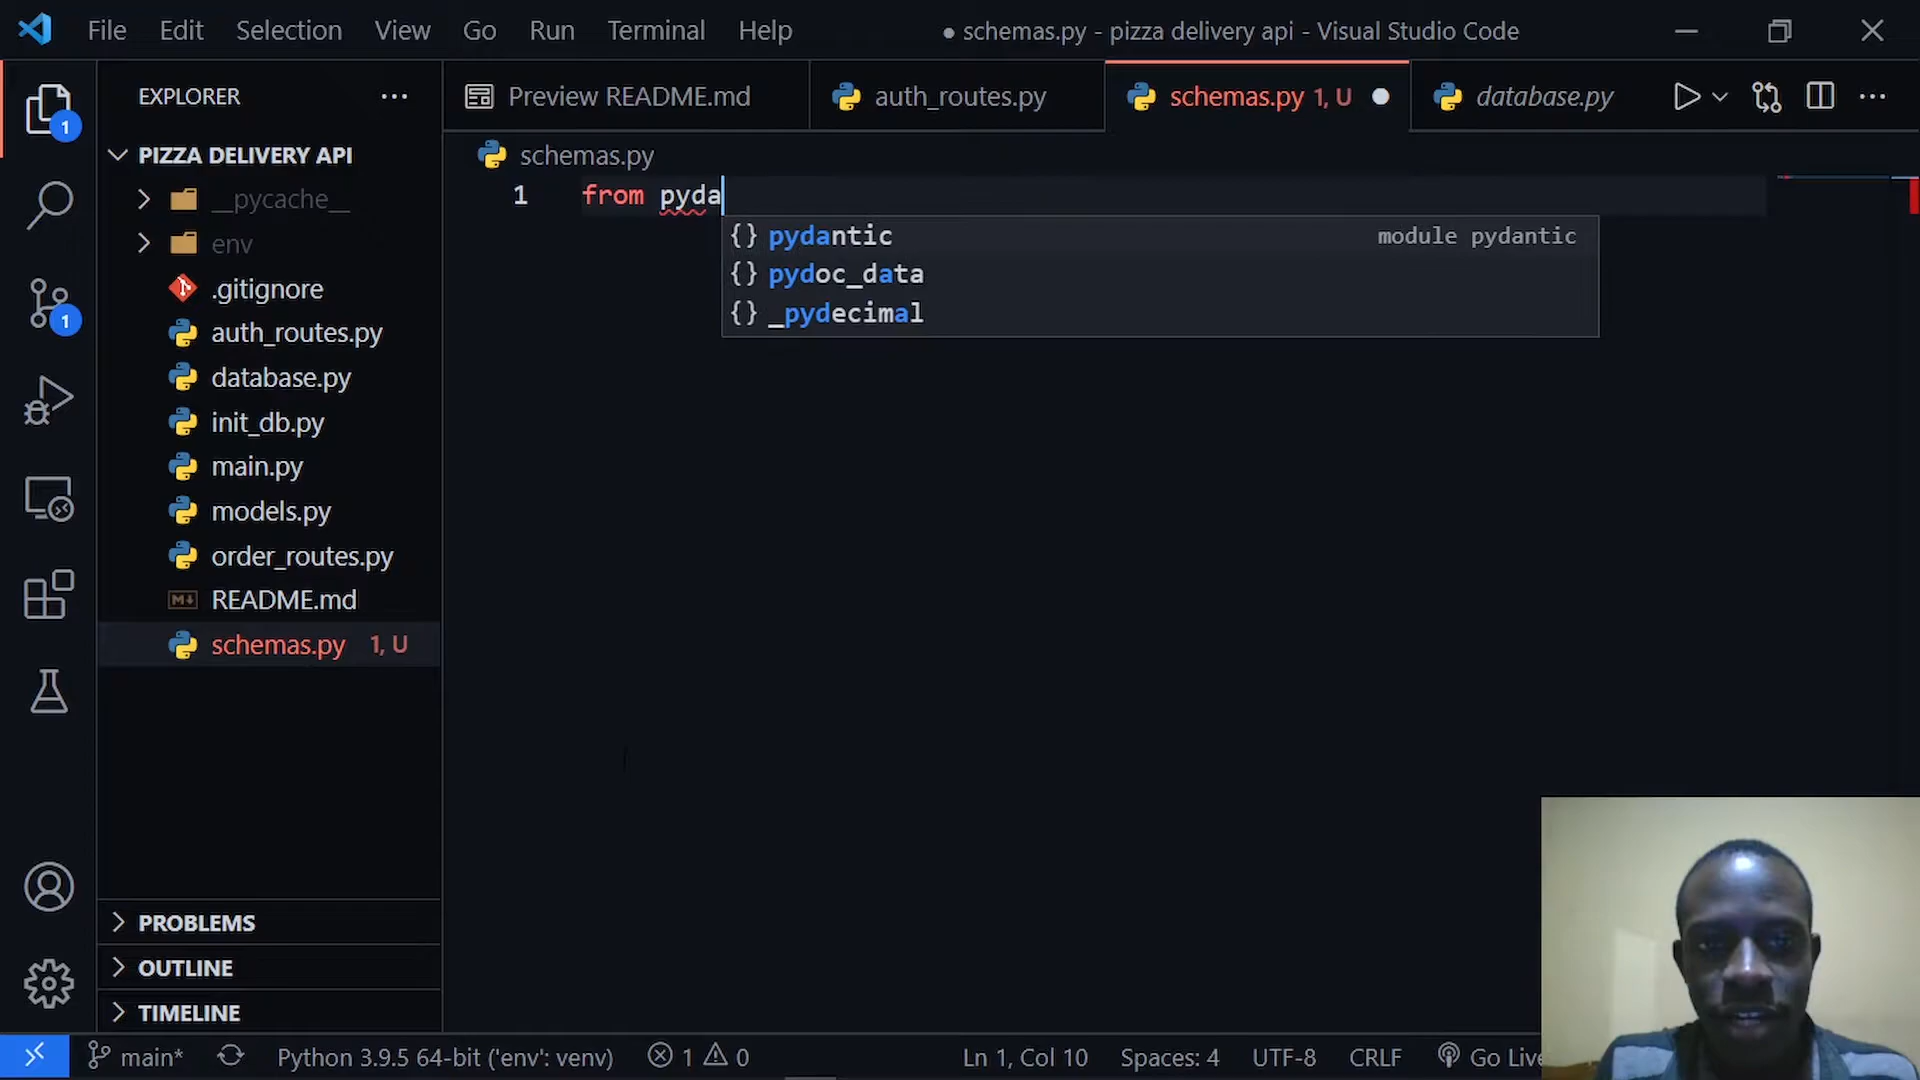 File Edit Selection View Go Run Terminal Help
● schemas.py - pizza delivery api - Visual Studio Code
EXPLORER
Preview README.md
auth_routes.py
schemas.py 1, U
database.py
PIZZA DELIVERY API
schemas.py
__pycache__
env
.gitignore
auth_routes.py
database.py
init_db.py
main.py
models.py
order_routes.py
README.md
schemas.py 1, U
1 from pyda
{} pydantic module pydantic
{} pydoc_data
{} _pydecimal
1
1
PROBLEMS
OUTLINE
TIMELINE
main* Python 3.9.5 64-bit ('env': venv) 1 0 Ln 1, Col 10 Spaces: 4 UTF-8 CRLF Go Live